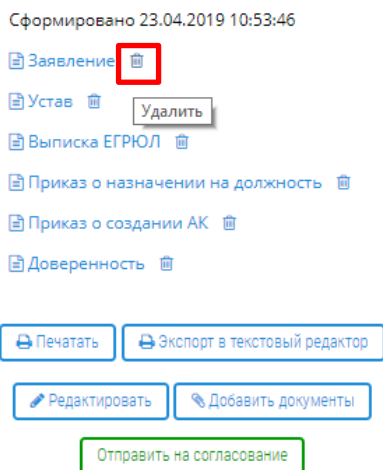 Сформировано 23.04.2019 10:53:46
Заявление
Устав
Удалить
Выписка ЕГРЮЛ
Приказ о назначении на должность
Приказ о создании АК
Доверенность
Печатать Экспорт в текстовый редактор
Редактировать Добавить документы
Отправить на согласование